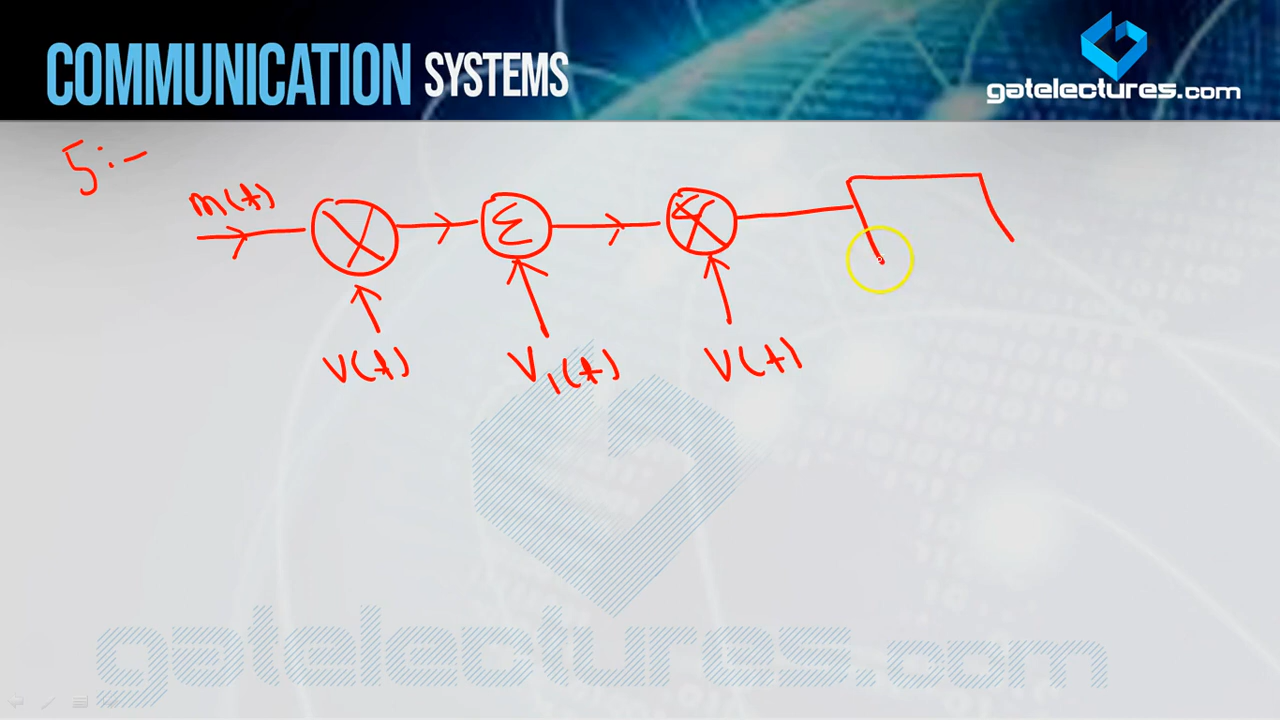 COMMUNICATION SYSTEMS
gatelectures.com
5:-
m(t)
Σ
V(t) V1(t) V(t)
gatelectures.com